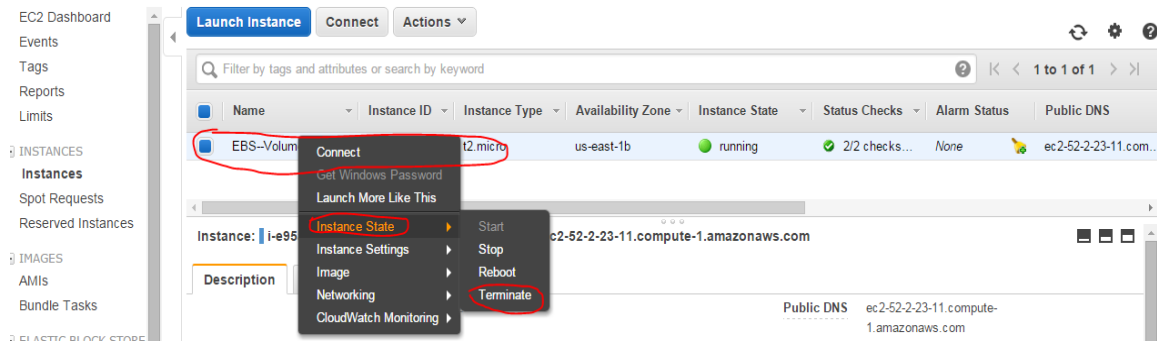 EC2 Dashboard
Events
Tags
Reports
Limits
INSTANCES
Instances
Spot Requests
Reserved Instances
IMAGES
AMIs
Bundle Tasks
ELASTIC BLOCK STORE
Launch Instance Connect Actions
Filter by tags and attributes or search by keyword
1 to 1 of 1
Name Instance ID Instance Type Availability Zone Instance State Status Checks Alarm Status Public DNS
EBS--Volum t2.micro us-east-1b running 2/2 checks... None ec2-52-2-23-11.com...
Connect
Get Windows Password
Launch More Like This
Instance State
Instance Settings
Image
Networking
CloudWatch Monitoring
Start
Stop
Reboot
Terminate
Instance: i-e95 c2-52-2-23-11.compute-1.amazonaws.com
Description
Public DNS ec2-52-2-23-11.compute-
1.amazonaws.com